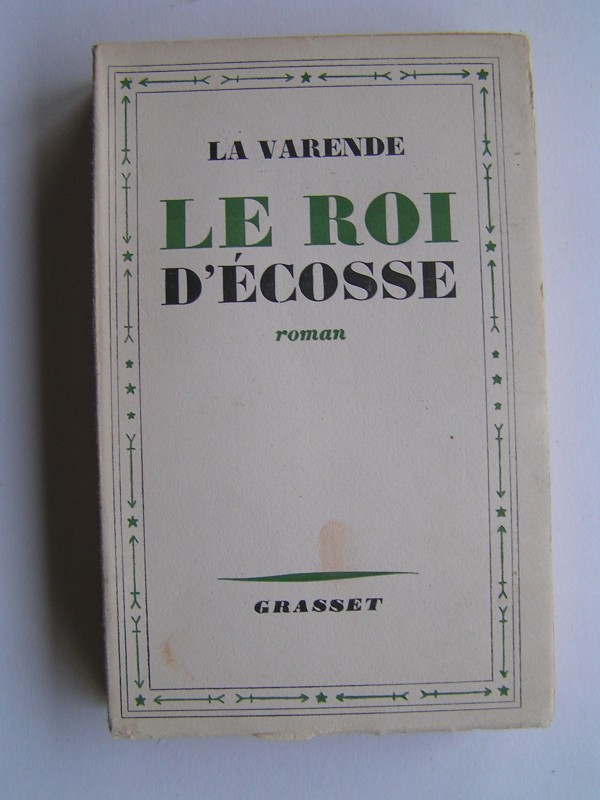 LA VARENDE
LE ROI
D'ÉCOSSE
roman
GRASSET